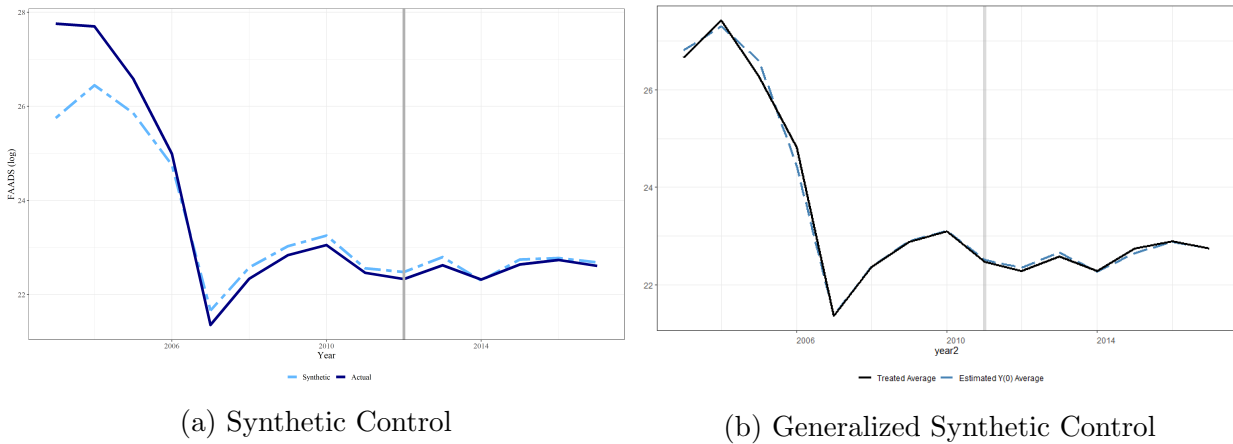 28
26
24
22
FAADS (log)
2006
2010
2014
Year
Synthetic
Actual
(a) Synthetic Control
26
24
22
2006
2010
2014
year2
Treated Average
Estimated Y(0) Average
(b) Generalized Synthetic Control